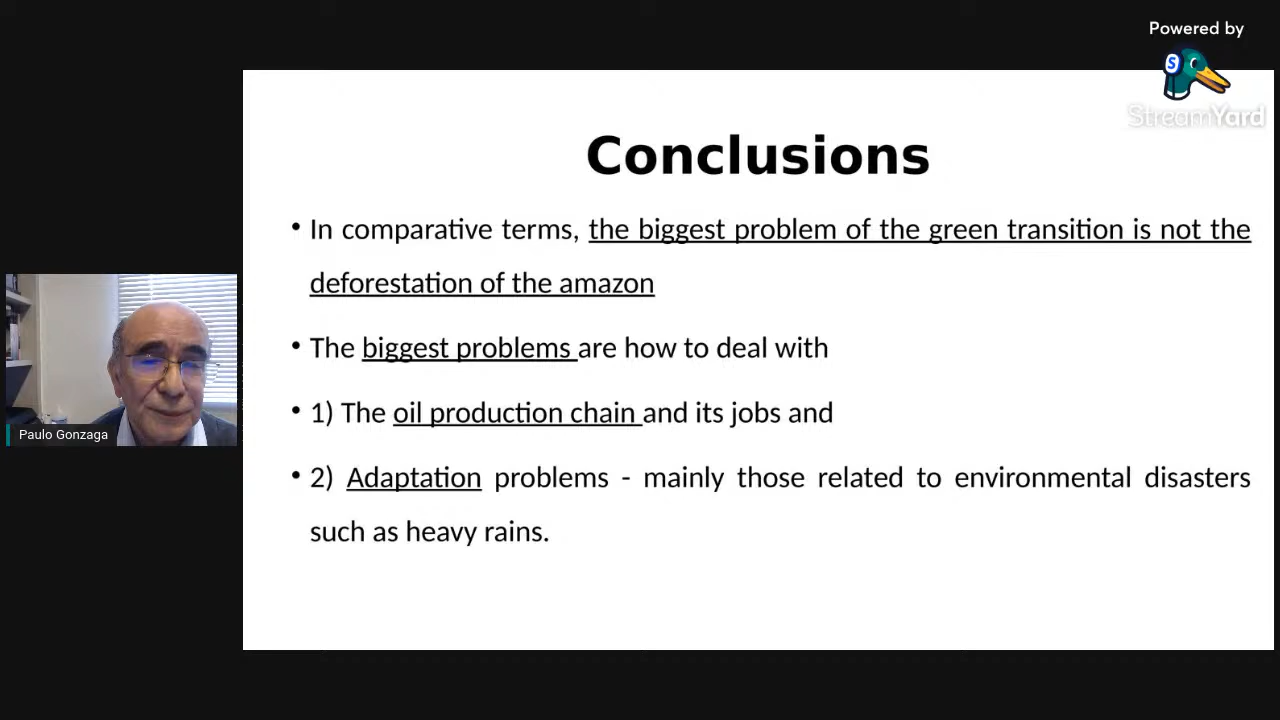 Powered by
S
StreamYard
Conclusions
• In comparative terms, the biggest problem of the green transition is not the
deforestation of the amazon
• The biggest problems are how to deal with
• 1) The oil production chain and its jobs and
• 2) Adaptation problems - mainly those related to environmental disasters
such as heavy rains.
Paulo Gonzaga